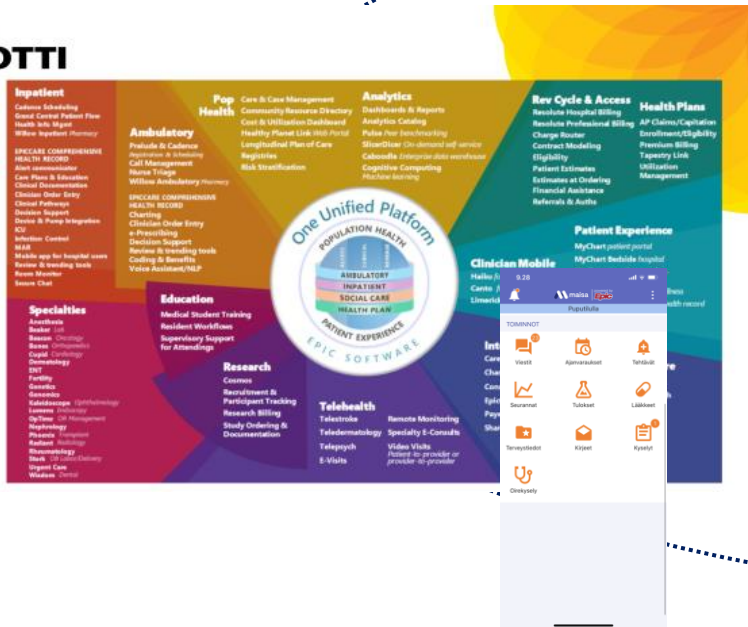 OTTI
Inpatient
Cadence Scheduling
Grand Central Patient Flow
Health Info Mgmt
Willow Inpatient Pharmacy
EPICCARE COMPREHENSIVE
HEALTH RECORD
Alert communicator
Care Plans & Education
Clinical Documentation
Clinician Order Entry
Clinical Pathways
Decision Support
Device & Pump Integration
ICU
Infection Control
MAR
Mobile app for hospital users
Review & trending tools
Room Monitor
Secure Chat
Ambulatory
Prelude & Cadence
Registration & Scheduling
Call Management
Nurse Triage
Willow Ambulatory Pharmacy
EPICCARE COMPREHENSIVE
HEALTH RECORD
Charting
Clinician Order Entry
e-Prescribing
Decision Support
Review & trending tools
Coding & Benefits
Voice Assistant/NLP
Pop
Health
Care & Case Management
Community Resource Directory
Cost & Utilization Dashboard
Healthy Planet Link Web Portal
Longitudinal Plan of Care
Registries
Risk Stratification
Analytics
Dashboards & Reports
Analytics Catalog
Pulse Peer benchmarking
SlicerDicer On-demand self-service
Caboodle Enterprise data warehouse
Cognitive Computing
Machine learning
Rev Cycle & Access
Resolute Hospital Billing
Resolute Professional Billing
Charge Router
Contract Modeling
Eligibility
Patient Estimates
Estimates at Ordering
Financial Assistance
Referrals & Auths
Health Plans
AP Claims/Capitation
Enrollment/Eligibility
Premium Billing
Tapestry Link
Utilization
Management
Patient Experience
MyChart patient portal
MyChart Bedside hospital
Clinician Mobile
Haiku
Canto
Limerick
One Unified Platform
POPULATION HEALTH
AMBULATORY
INPATIENT
SOCIAL CARE
HEALTH PLAN
PATIENT EXPERIENCE
EPIC SOFTWARE
Specialties
Anesthesia
Beaker Lab
Beacon Oncology
Bones Orthopaedics
Cupid Cardiology
Dermatology
ENT
Fertility
Genetics
Genomics
Kaleidoscope Ophthalmology
Lumens Endoscopy
OpTime OR Management
Nephrology
Phoenix Transplant
Radiant Radiology
Rheumatology
Stork OB Labor/Delivery
Urgent Care
Wisdom Dental
Education
Medical Student Training
Resident Workflows
Supervisory Support
for Attendings
Research
Cosmos
Recruitment &
Participant Tracking
Research Billing
Study Ordering &
Documentation
Telehealth
Telestroke
Teledermatology
Telepsych
E-Visits
Remote Monitoring
Specialty E-Consults
Video Visits
Patient-to-provider or
provider-to-provider
9.28
maisa
Epic
Puputilulla
TOIMINNOT
Viestit
Ajanvaraukset
Tehtävät
Seurannat
Tulokset
Lääkkeet
Terveystiedot
Kirjeet
Kyselyt
Oirekysely